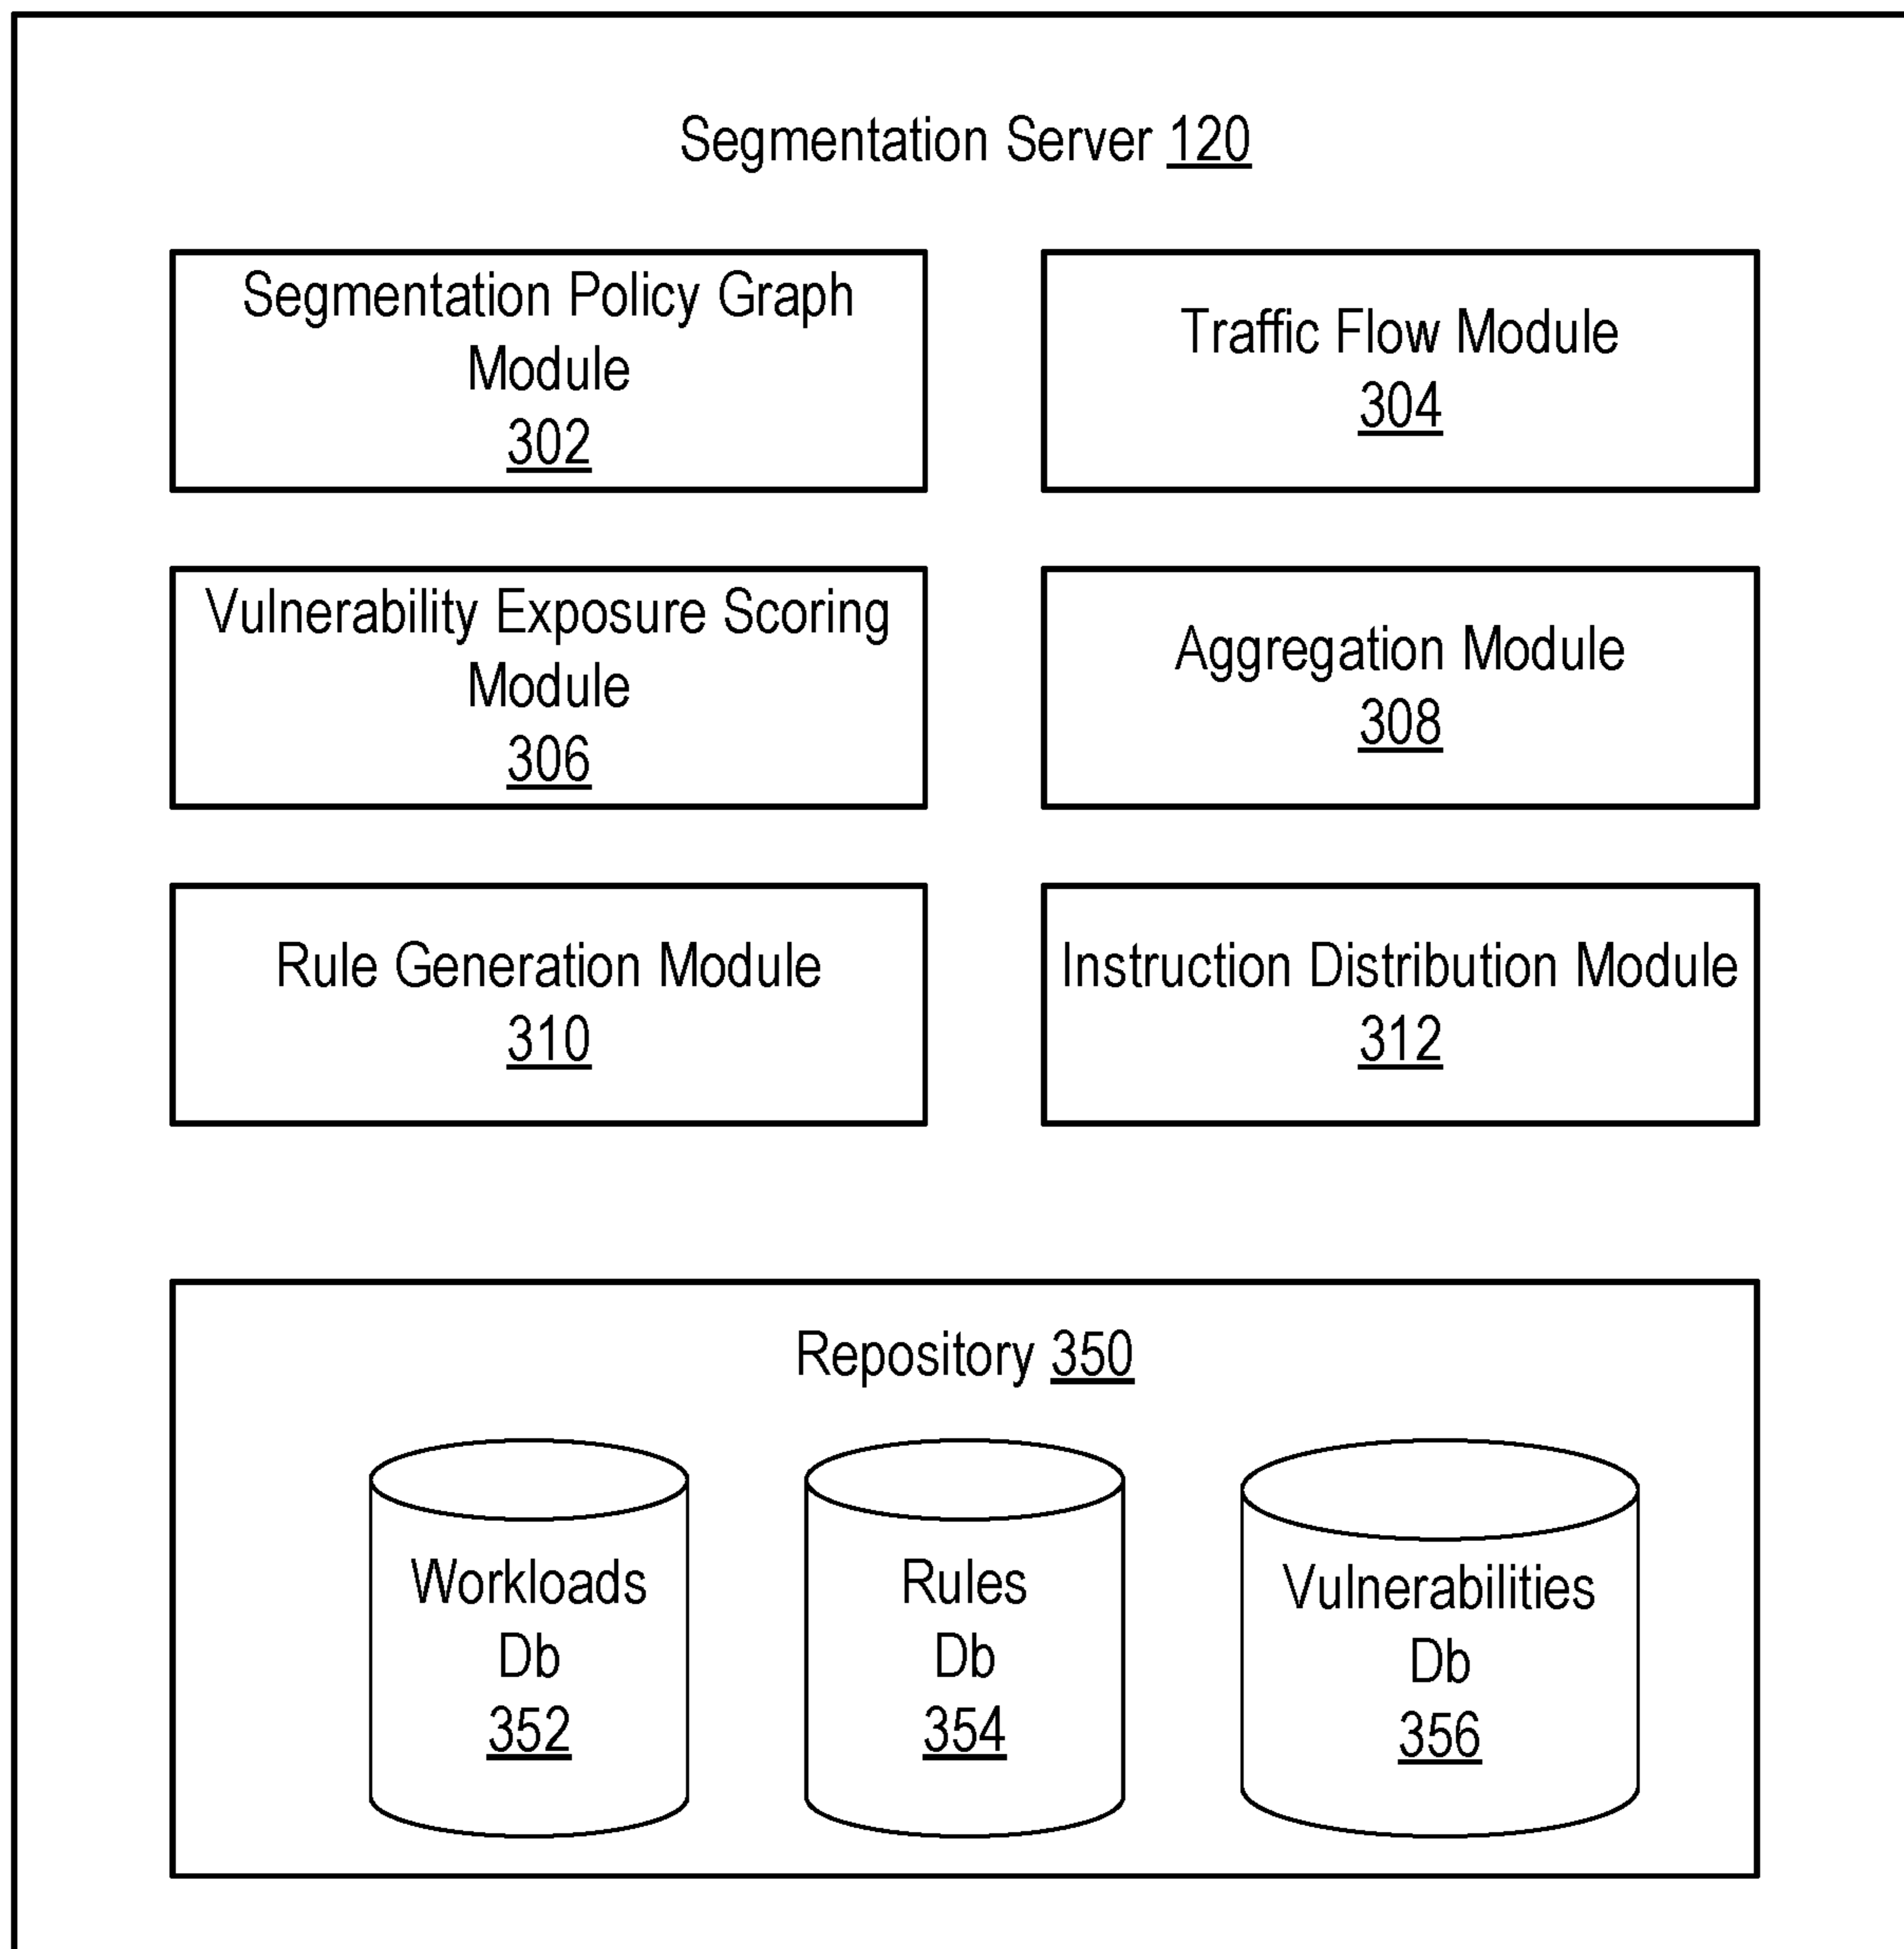 Segmentation Server 120
Segmentation Policy Graph
Module
302
Traffic Flow Module
304
Vulnerability Exposure Scoring
Module
306
Aggregation Module
308
Rule Generation Module
310
Instruction Distribution Module
312
Repository 350
Workloads
Db
352
Rules
Db
354
Vulnerabilities
Db
356